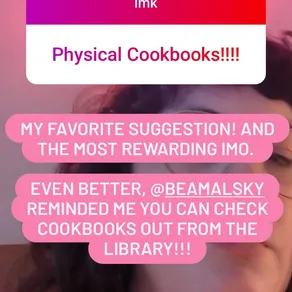 lmk
Physical Cookbooks!!!!
MY FAVORITE SUGGESTION! AND
THE MOST REWARDING IMO.
EVEN BETTER, @BEAMALSKY
REMINDED ME YOU CAN CHECK
COOKBOOKS OUT FROM THE
LIBRARY!!!